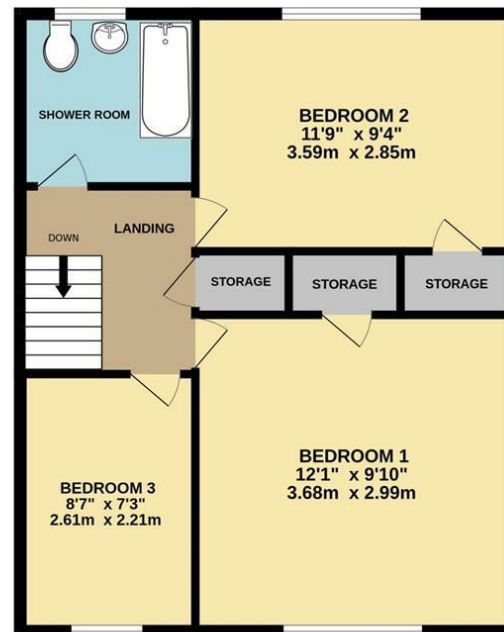 SHOWER ROOM
BEDROOM 2
11'9" x 9'4"
3.59m x 2.85m
LANDING
DOWN
STORAGE
STORAGE
STORAGE
BEDROOM 1
12'1" x 9'10"
3.68m x 2.99m
BEDROOM 3
8'7" x 7'3"
2.61m x 2.21m